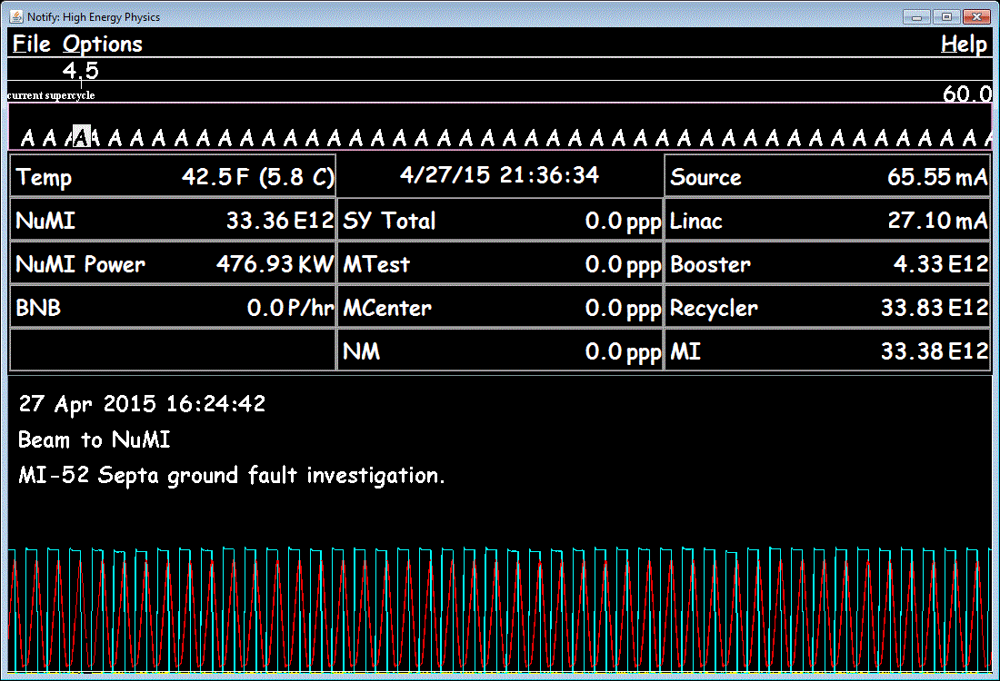 Notify: High Energy Physics
File Options Help
4.5
current supercycle 60.0
A A A A A A A A A A A A A A A A A A A A A A A A A A A A A A A A A A A A A A A A A A A A A A
Temp 42.5 F (5.8 C) 4/27/15 21:36:34 Source 65.55 mA
NuMI 33.36 E12 SY Total 0.0 ppp Linac 27.10 mA
NuMI Power 476.93 KW MTest 0.0 ppp Booster 4.33 E12
BNB 0.0 P/hr MCenter 0.0 ppp Recycler 33.83 E12
NM 0.0 ppp MI 33.38 E12
27 Apr 2015 16:24:42
Beam to NuMI
MI-52 Septa ground fault investigation.